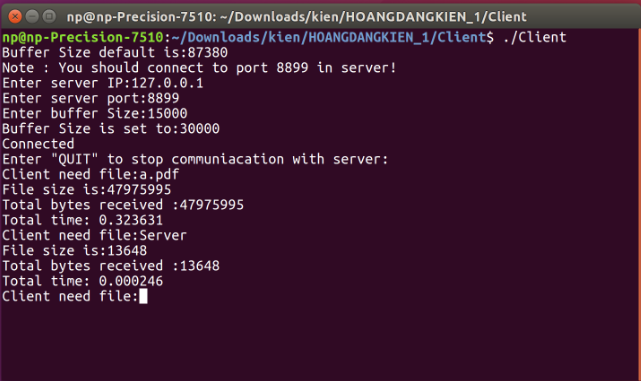 np@np-Precision-7510: ~/Downloads/kien/HOANGDANGKIEN_1/Client
np@np-Precision-7510:~/Downloads/kien/HOANGDANGKIEN_1/Client$ ./Client
Buffer Size default is:87380
Note : You should connect to port 8899 in server!
Enter server IP:127.0.0.1
Enter server port:8899
Enter buffer Size:15000
Buffer Size is set to:30000
Connected
Enter "QUIT" to stop communiacation with server:
Client need file:a.pdf
File size is:47975995
Total bytes received :47975995
Total time: 0.323631
Client need file:Server
File size is:13648
Total bytes received :13648
Total time: 0.000246
Client need file: